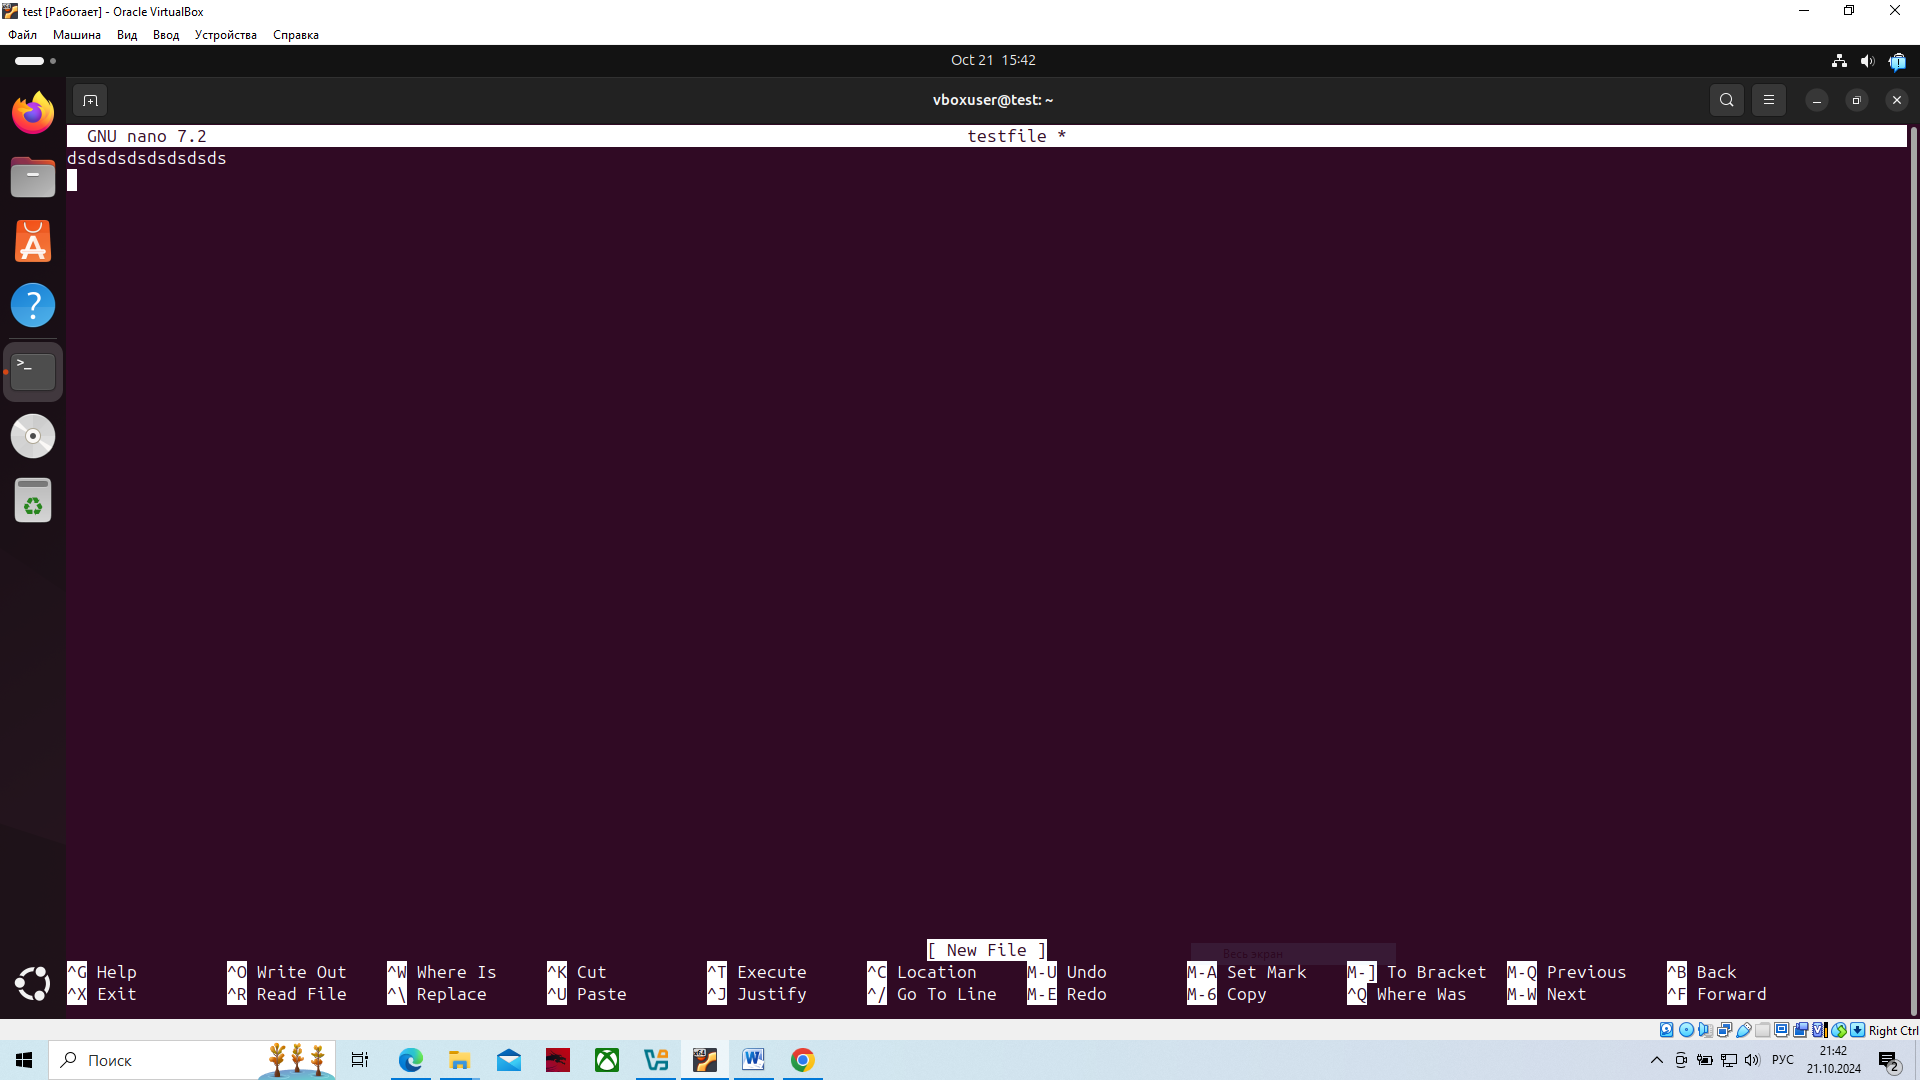 test [Работает] - Oracle VirtualBox
Файл Машина Вид Ввод Устройства Справка
Oct 21 15:42
vboxuser@test: ~
GNU nano 7.2 testfile *
dsdsdsdsdsdsdsds
[ New File ]
Весь экран
^G Help ^O Write Out ^W Where Is ^K Cut ^T Execute ^C Location M-U Undo M-A Set Mark M-] To Bracket M-Q Previous ^B Back
^X Exit ^R Read File ^\ Replace ^U Paste ^J Justify ^/ Go To Line M-E Redo M-6 Copy ^Q Where Was M-W Next ^F Forward
Right Ctrl
Поиск
РУС
21:42
21.10.2024
2